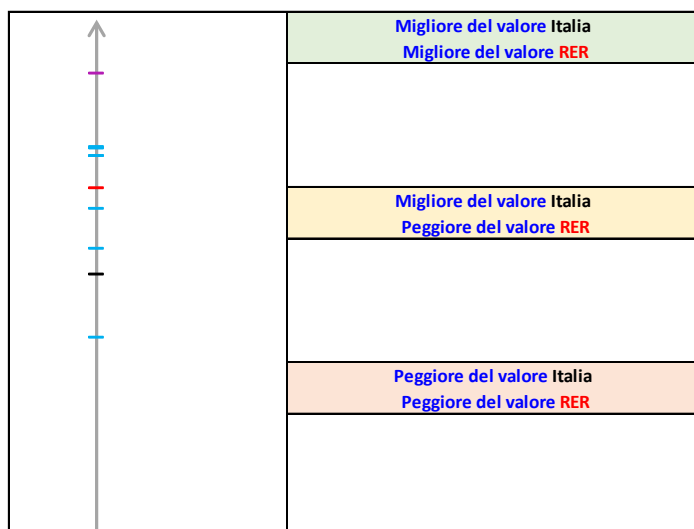 Migliore del valore Italia
Migliore del valore RER
Migliore del valore Italia
Peggiore del valore RER
Peggiore del valore Italia
Peggiore del valore RER